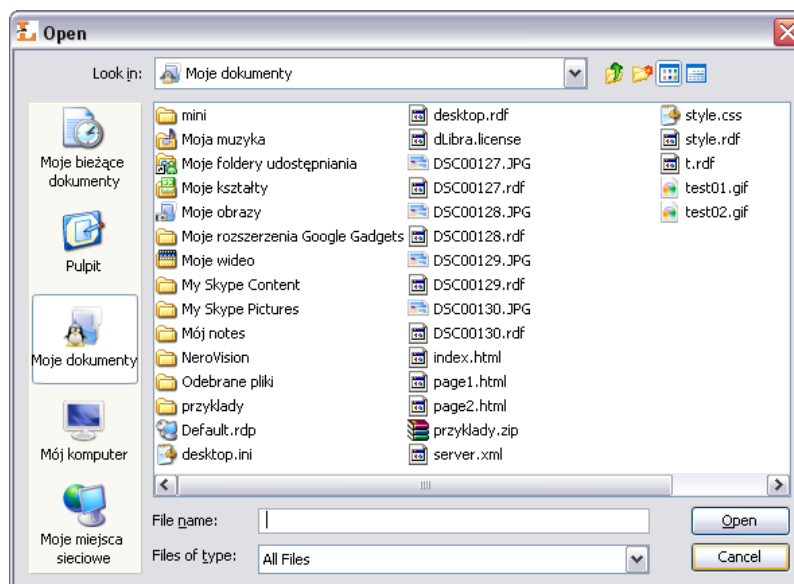 Open
Look in:
Moje dokumenty
Moje bieżące
dokumenty
Pulpit
Moje dokumenty
Mój komputer
Moje miejsca
sieciowe
mini
Moja muzyka
Moje foldery udostępniania
Moje kształty
Moje obrazy
Moje rozszerzenia Google Gadgets
Moje wideo
My Skype Content
My Skype Pictures
Mój notes
NeroVision
Odebrane pliki
przyklady
Default.rdp
desktop.ini
desktop.rdf
dLibra.license
DSC00127.JPG
DSC00127.rdf
DSC00128.JPG
DSC00128.rdf
DSC00129.JPG
DSC00129.rdf
DSC00130.JPG
DSC00130.rdf
index.html
page1.html
page2.html
przyklady.zip
server.xml
style.css
style.rdf
t.rdf
test01.gif
test02.gif
File name:
Open
Files of type:
All Files
Cancel